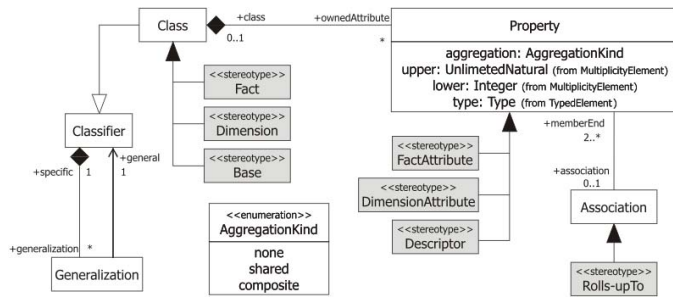 Class
+class
0..1
+ownedAttribute
*
Property
aggregation: AggregationKind
upper: UnlimetedNatural (from MultiplicityElement)
lower: Integer (from MultiplicityElement)
type: Type (from TypedElement)
<<stereotype>>
Fact
<<stereotype>>
Dimension
<<stereotype>>
Base
Classifier
+specific
1
+general
1
+generalization
*
Generalization
<<enumeration>>
AggregationKind
none
shared
composite
<<stereotype>>
FactAttribute
<<stereotype>>
DimensionAttribute
<<stereotype>>
Descriptor
+memberEnd
2..*
+association
0..1
Association
<<stereotype>>
Rolls-upTo